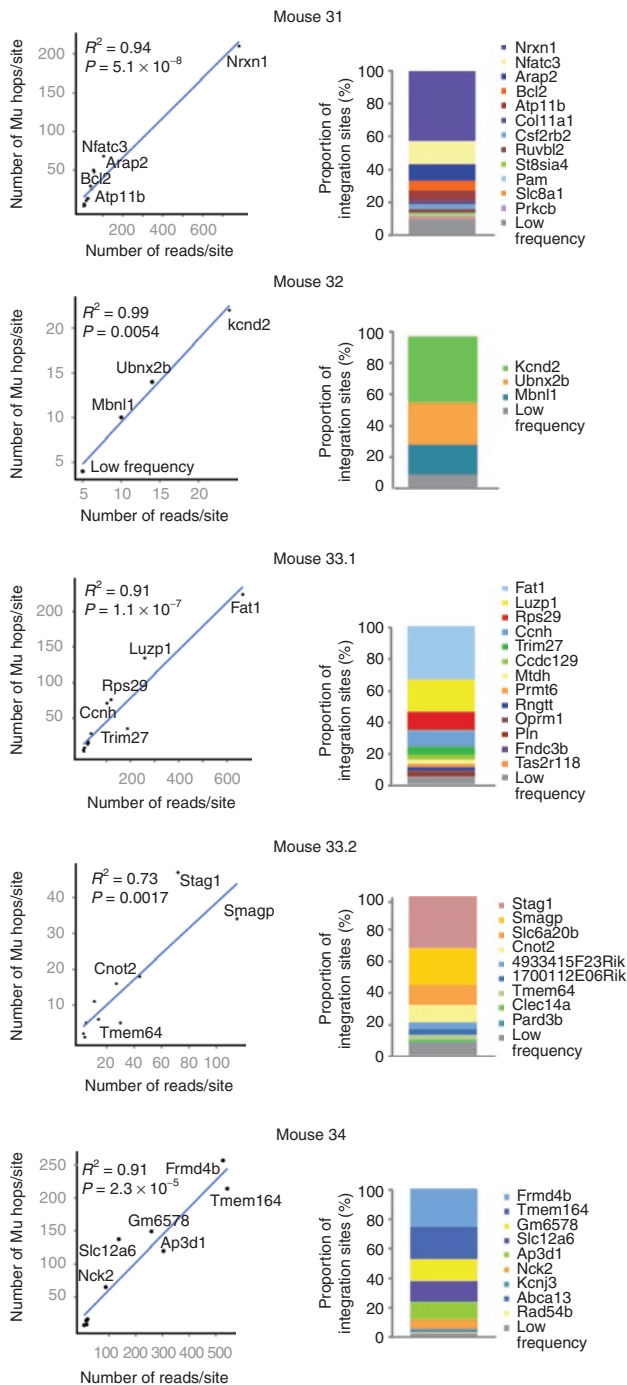 Mouse 31
Number of Mu hops/site
R² = 0.94
P = 5.1 × 10⁻⁸
200
150
100
50
Nrxn1
Nfatc3
Arap2
Bcl2
Atp11b
200 400 600
Number of reads/site
Proportion of
integration sites (%)
100
80
60
40
20
0
Nrxn1
Nfatc3
Arap2
Bcl2
Atp11b
Col11a1
Csf2rb2
Ruvbl2
St8sia4
Pam
Slc8a1
Prkcb
Low
frequency
Mouse 32
Number of Mu hops/site
R² = 0.99
P = 0.0054
20
15
10
5
kcnd2
Ubnx2b
Mbnl1
Low frequency
5 10 15 20
Number of reads/site
Proportion of
integration sites (%)
100
80
60
40
20
0
Kcnd2
Ubnx2b
Mbnl1
Low
frequency
Mouse 33.1
Number of Mu hops/site
R² = 0.91
P = 1.1 × 10⁻⁷
200
150
100
50
Fat1
Luzp1
Rps29
Ccnh
Trim27
200 400 600
Number of reads/site
Proportion of
integration sites (%)
100
80
60
40
20
0
Fat1
Luzp1
Rps29
Ccnh
Trim27
Ccdc129
Mtdh
Prmt6
Rngtt
Oprm1
Pln
Fndc3b
Tas2r118
Low
frequency
Mouse 33.2
Number of Mu hops/site
R² = 0.73
P = 0.0017
40
30
20
10
Stag1
Smagp
Cnot2
Tmem64
20 40 60 80 100
Number of reads/site
Proportion of
integration sites (%)
100
80
60
40
20
0
Stag1
Smagp
Slc6a20b
Cnot2
4933415F23Rik
1700112E06Rik
Tmem64
Clec14a
Pard3b
Low
frequency
Mouse 34
Number of Mu hops/site
R² = 0.91
P = 2.3 × 10⁻⁵
250
200
150
100
50
Frmd4b
Tmem164
Gm6578
Slc12a6
Ap3d1
Nck2
100 200 300 400 500
Number of reads/site
Proportion of
integration sites (%)
100
80
60
40
20
0
Frmd4b
Tmem164
Gm6578
Slc12a6
Ap3d1
Nck2
Kcnj3
Abca13
Rad54b
Low
frequency